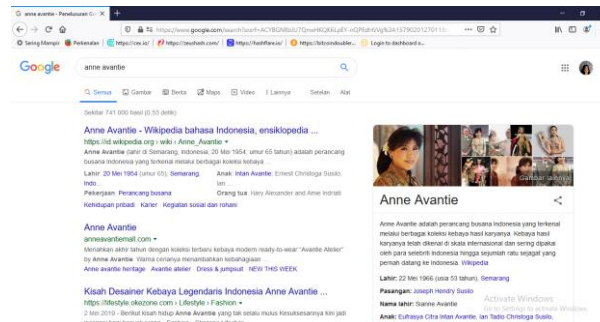 anne avantie - Penelusuran G
https://www.google.com/search?
Sering Dikunjungi
Perkenalan
https://cex.io/
https://eaushash.com/
https://hashflare.io/
https://bitcoindoubler...
Login to dashboard a...
Google
anne avantie
Semua Gambar Berita Maps Video Lainnya Setelan Alat
Sekitar 741.000 hasil (0,53 detik)
Anne Avantie - Wikipedia bahasa Indonesia, ensiklopedia ...
https://id.wikipedia.org › wiki › Anne_Avantie
Anne Avantie (lahir di Semarang, Indonesia, 20 Mei 1954; umur 65 tahun) adalah perancang
busana Indonesia yang terkenal melalui berbagai koleksi kebaya ...
Lahir: 20 Mei 1954 (umur 65); Semarang,
Indo...
Anak: Intan Avantie; Ernest Christoga Susilo,
Ian ...
Pekerjaan: Perancang busana
Orang tua: Hary Alexander and Amie Indriati
Kehidupan pribadi Karier Kegiatan sosial dan rohani
Anne Avantie
anneavantiemall.com
Meriahkan akhir tahun dengan koleksi terbaru kebaya modern ready-to-wear "Avantie Atelier"
by Anne Avantie. Warna cerianya menambahkan kebahagiaan ...
Anne avantie heritage Avantie atelier Dress & jumpsuit NEW THIS WEEK
Kisah Desainer Kebaya Legendaris Indonesia Anne Avantie ...
https://lifestyle.okezone.com › Lifestyle › Fashion
2 Mei 2019 - Berikut kisah hidup Anne Avantie yang tak selalu mulus Kesuksesannya kini jadi
Gambar lainnya
Anne Avantie
Anne Avantie adalah perancang busana Indonesia yang terkenal
melalui berbagai koleksi kebaya hasil karyanya. Kebaya hasil
karyanya telah dikenal di skala internasional dan sering dipakai
oleh para selebriti Indonesia hingga sejumlah ratu sejagat yang
pernah datang ke Indonesia. Wikipedia
Lahir: 22 Mei 1966 (usia 53 tahun), Semarang
Pasangan: Joseph Hendry Susilo
Nama lahir: Sianne Avantie
Anak: Eufrasya Citra Intan Avantie, Ian Tadio Christoga Susilo,
Activate Windows
Go to Settings to activate Windows.